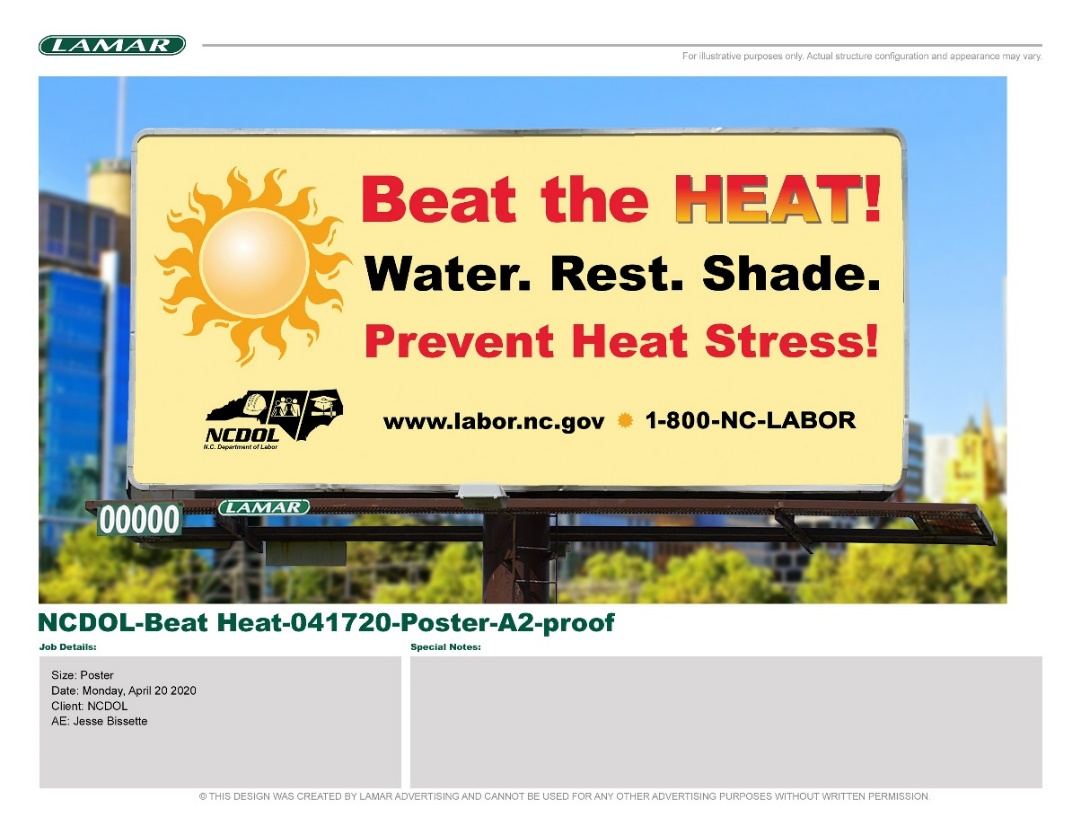 LAMAR
For illustrative purposes only. Actual structure configuration and appearance may vary.
Beat the HEAT!
Water. Rest. Shade.
Prevent Heat Stress!
NCDOL
N.C. Department of Labor
www.labor.nc.gov
1-800-NC-LABOR
00000
LAMAR
NCDOL-Beat Heat-041720-Poster-A2-proof
Job Details:
Special Notes:
Size: Poster
Date: Monday, April 20 2020
Client: NCDOL
AE: Jesse Bissette
© THIS DESIGN WAS CREATED BY LAMAR ADVERTISING AND CANNOT BE USED FOR ANY OTHER ADVERTISING PURPOSES WITHOUT WRITTEN PERMISSION.